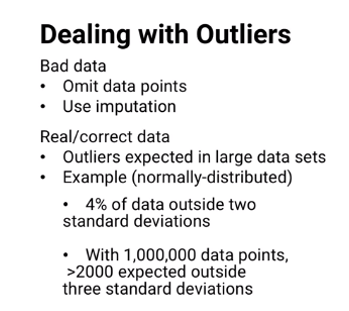 Dealing with Outliers
Bad data
• Omit data points
• Use imputation
Real/correct data
• Outliers expected in large data sets
• Example (normally-distributed)
• 4% of data outside two
standard deviations
• With 1,000,000 data points,
>2000 expected outside
three standard deviations